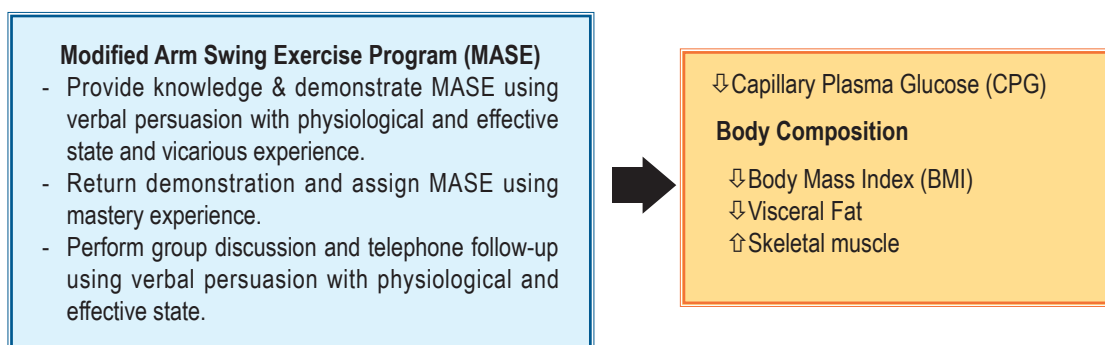 Modified Arm Swing Exercise Program (MASE)
- Provide knowledge & demonstrate MASE using
verbal persuasion with physiological and effective
state and vicarious experience.
- Return demonstration and assign MASE using
mastery experience.
- Perform group discussion and telephone follow-up
using verbal persuasion with physiological and
effective state.
⇩Capillary Plasma Glucose (CPG)
Body Composition
⇩Body Mass Index (BMI)
⇩Visceral Fat
⇧Skeletal muscle